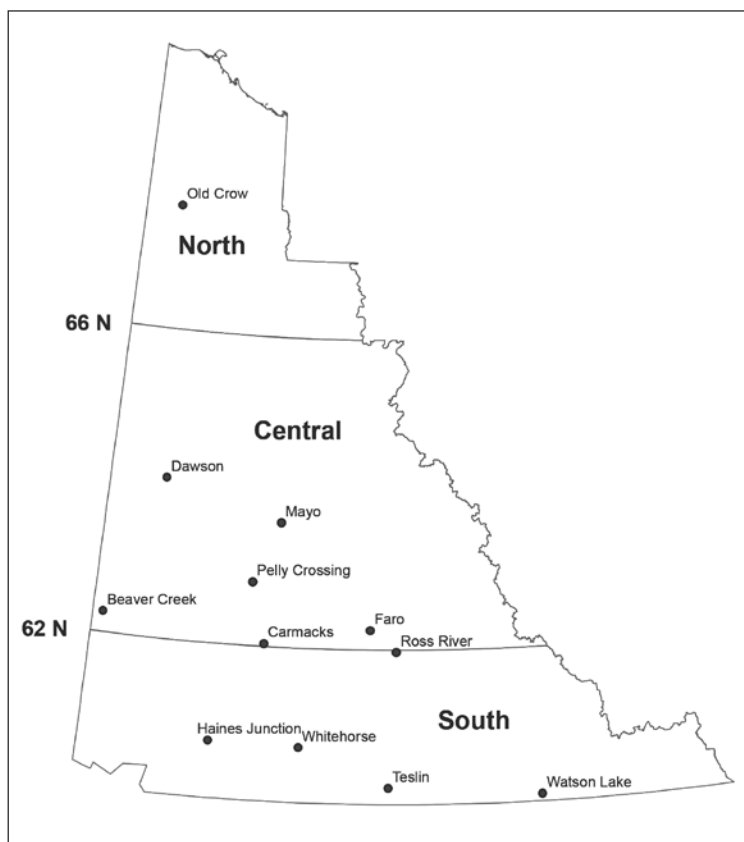 Old Crow
North
66 N
Central
Dawson
Mayo
Pelly Crossing
Beaver Creek
Faro
62 N
Carmacks
Ross River
South
Haines Junction
Whitehorse
Teslin
Watson Lake